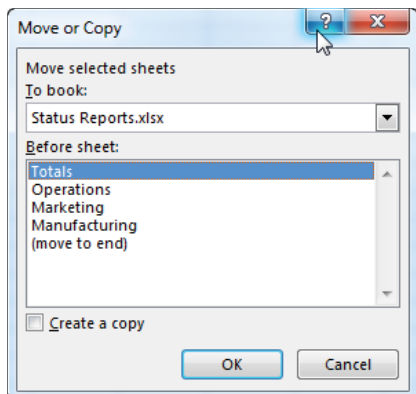 Move or Copy
?
Move selected sheets
To book:
Status Reports.xlsx
Before sheet:
Totals
Operations
Marketing
Manufacturing
(move to end)
Create a copy
OK Cancel